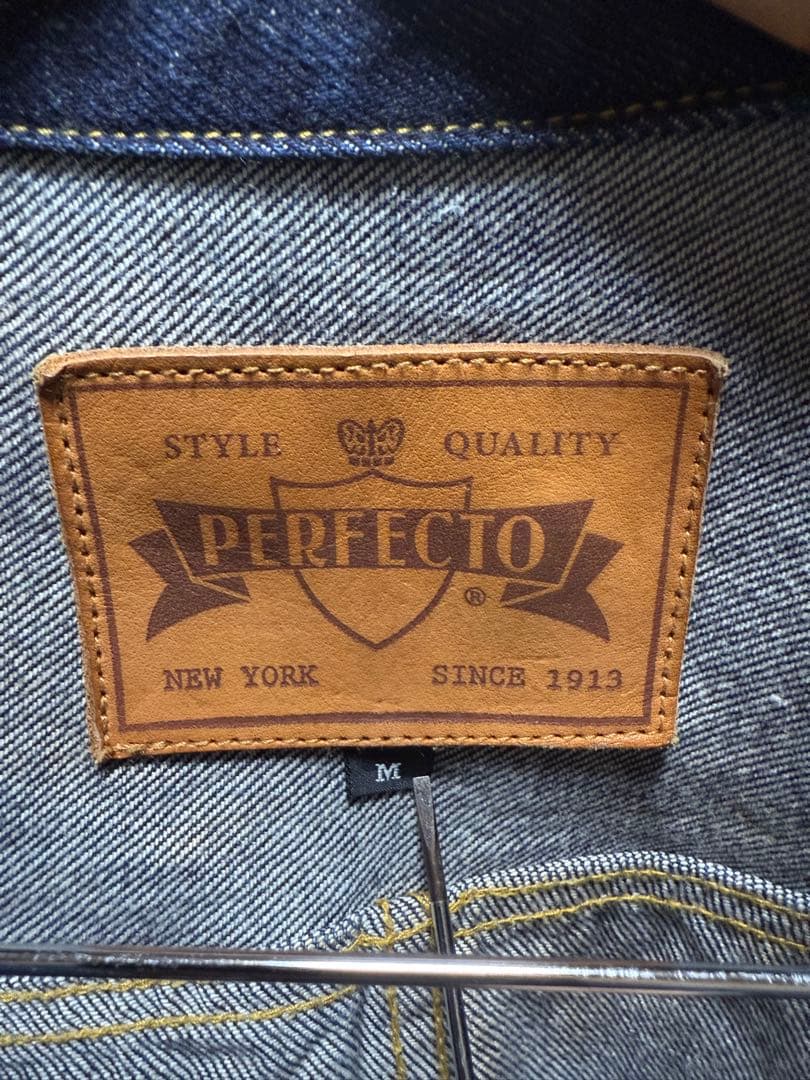 STYLE QUALITY
PERFECTO
®
NEW YORK SINCE 1913
M